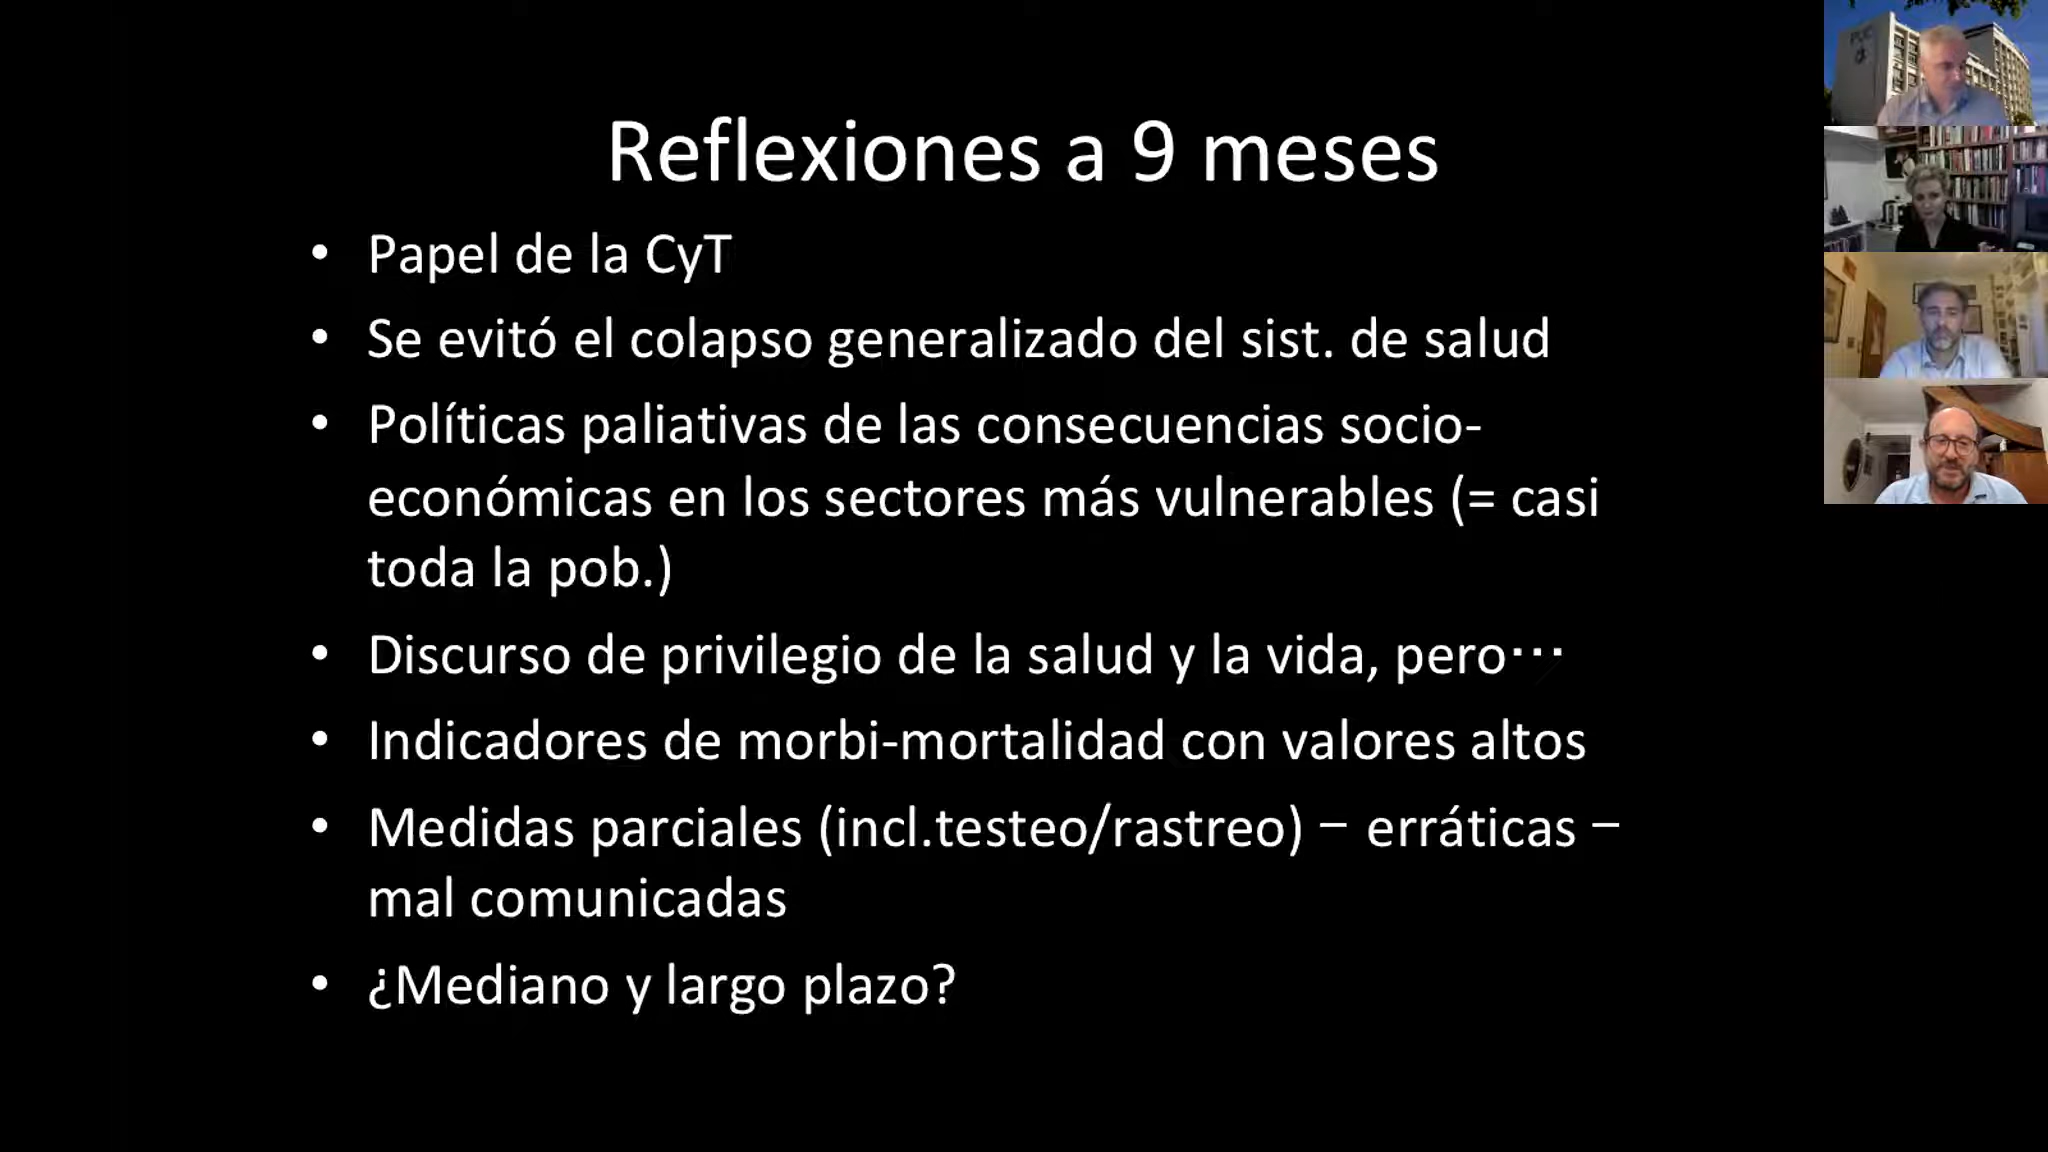 Reflexiones a 9 meses
• Papel de la CyT
• Se evitó el colapso generalizado del sist. de salud
• Políticas paliativas de las consecuencias socio-
económicas en los sectores más vulnerables (= casi
toda la pob.)
• Discurso de privilegio de la salud y la vida, pero⋯
• Indicadores de morbi-mortalidad con valores altos
• Medidas parciales (incl.testeo/rastreo) – erráticas –
mal comunicadas
• ¿Mediano y largo plazo?
PUC